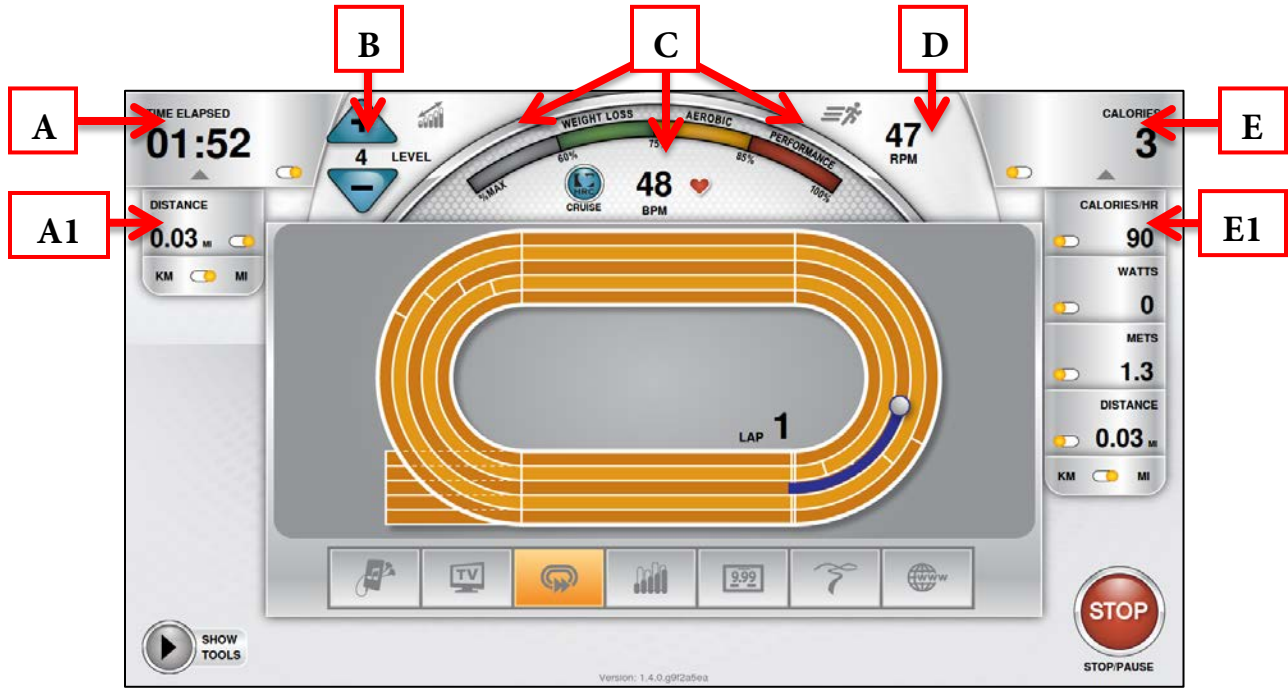 B
C
D
A
TIME ELAPSED
01:52
4 LEVEL
WEIGHT LOSS
AEROBIC
PERFORMANCE
%MAX
60%
75%
85%
100%
HRC
CRUISE
48
BPM
47
RPM
CALORIES
3
E
A1
DISTANCE
0.03 MI
KM MI
CALORIES/HR
90
E1
WATTS
0
METS
1.3
DISTANCE
0.03 MI
KM MI
LAP 1
TV
9.99
www
SHOW
TOOLS
STOP
STOP/PAUSE
Version: 1.4.0.g9f2a6ea